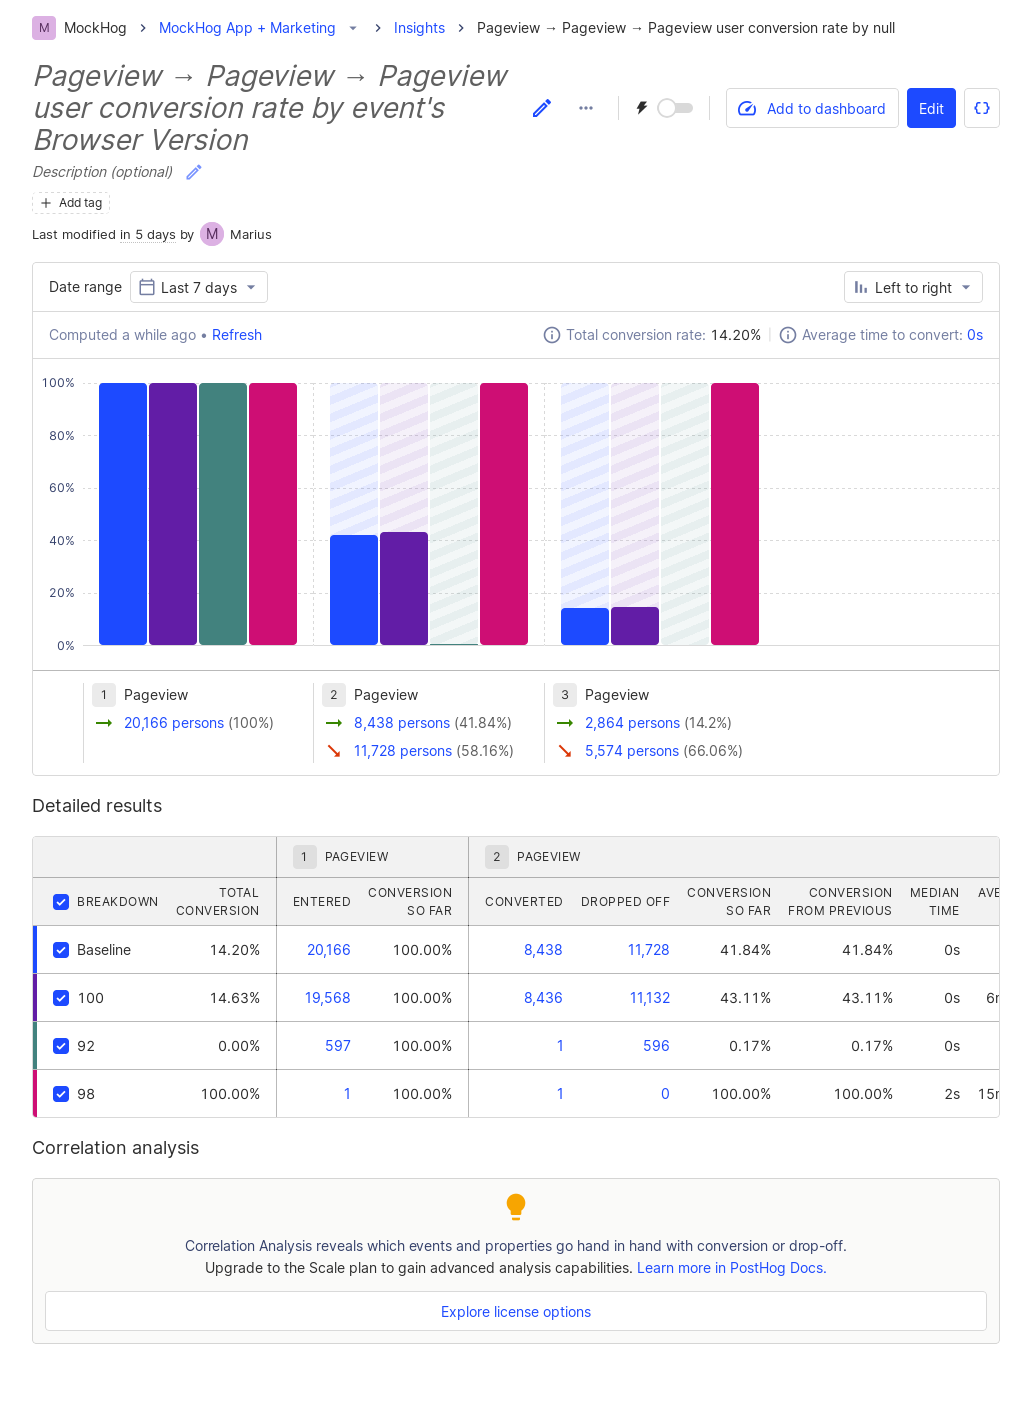 M MockHog > MockHog App + Marketing > Insights > Pageview → Pageview → Pageview user conversion rate by null
Pageview → Pageview → Pageview
user conversion rate by event's
Browser Version
Add to dashboard Edit
Description (optional)
Add tag
Last modified in 5 days by M Marius
Date range Last 7 days Left to right
Computed a while ago • Refresh Total conversion rate: 14.20% Average time to convert: 0s
100%
80%
60%
40%
20%
0%
1 Pageview 2 Pageview 3 Pageview
→ 20,166 persons (100%) → 8,438 persons (41.84%) → 2,864 persons (14.2%)
↘ 11,728 persons (58.16%) ↘ 5,574 persons (66.06%)
Detailed results
1 PAGEVIEW 2 PAGEVIEW
BREAKDOWN TOTAL CONVERSION ENTERED CONVERSION SO FAR CONVERTED DROPPED OFF CONVERSION SO FAR CONVERSION FROM PREVIOUS MEDIAN TIME AVE
Baseline 14.20% 20,166 100.00% 8,438 11,728 41.84% 41.84% 0s
100 14.63% 19,568 100.00% 8,436 11,132 43.11% 43.11% 0s 6
92 0.00% 597 100.00% 1 596 0.17% 0.17% 0s
98 100.00% 1 100.00% 1 0 100.00% 100.00% 2s 15
Correlation analysis
Correlation Analysis reveals which events and properties go hand in hand with conversion or drop-off.
Upgrade to the Scale plan to gain advanced analysis capabilities. Learn more in PostHog Docs.
Explore license options